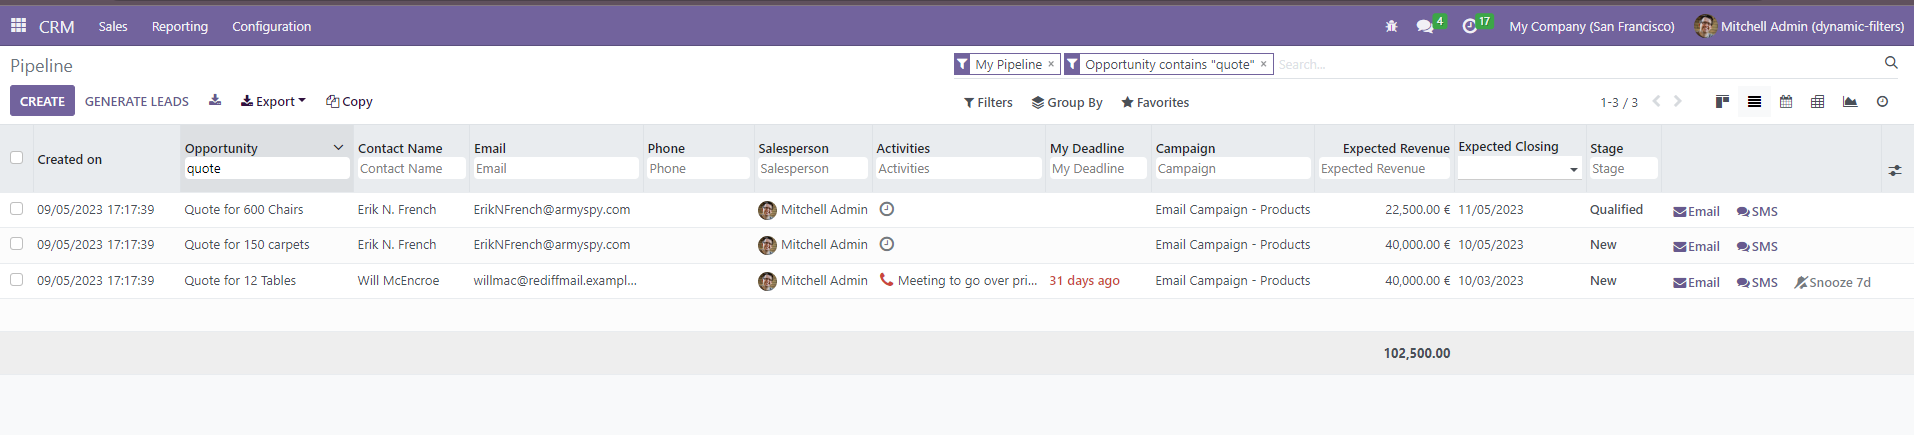 CRM Sales Reporting Configuration 4 17 My Company (San Francisco) Mitchell Admin (dynamic-filters)
Pipeline My Pipeline × Opportunity contains "quote" × Search...
CREATE GENERATE LEADS Export Copy Filters Group By Favorites 1-3 / 3
Created on Opportunity Contact Name Email Phone Salesperson Activities My Deadline Campaign Expected Revenue Expected Closing Stage
quote Contact Name Email Phone Salesperson Activities My Deadline Campaign Expected Revenue Stage
09/05/2023 17:17:39 Quote for 600 Chairs Erik N. French ErikNFrench@armyspy.com Mitchell Admin Email Campaign - Products 22,500.00 € 11/05/2023 Qualified Email SMS
09/05/2023 17:17:39 Quote for 150 carpets Erik N. French ErikNFrench@armyspy.com Mitchell Admin Email Campaign - Products 40,000.00 € 10/05/2023 New Email SMS
09/05/2023 17:17:39 Quote for 12 Tables Will McEncroe willmac@rediffmail.exampl... Mitchell Admin Meeting to go over pri... 31 days ago Email Campaign - Products 40,000.00 € 10/03/2023 New Email SMS Snooze 7d
102,500.00